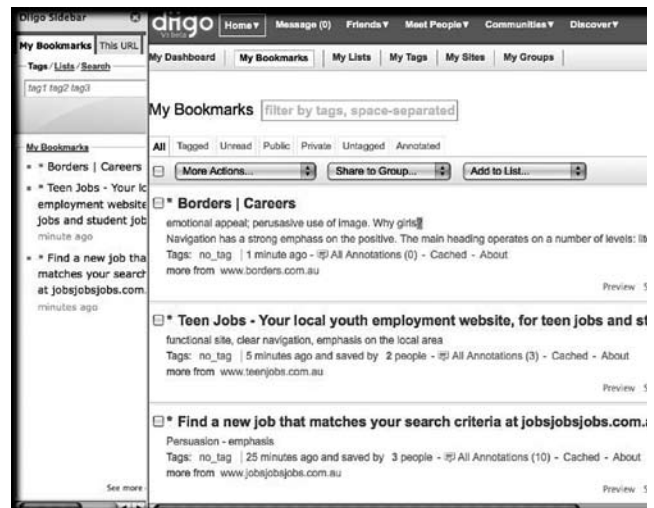 Diigo Sidebar
My Bookmarks
This URL
Tags / Lists / Search
tag1 tag2 tag3
My Bookmarks
* Borders | Careers
* Teen Jobs - Your lc
employment website
jobs and student job
minute ago
* Find a new job tha
matches your search
at jobsjobsjobs.com.
minutes ago
See more
diigo
V3 beta
Home
Message (0)
Friends
Meet People
Communities
Discover
My Dashboard
My Bookmarks
My Lists
My Tags
My Sites
My Groups
My Bookmarks
filter by tags, space-separated
All
Tagged
Unread
Public
Private
Untagged
Annotated
More Actions...
Share to Group...
Add to List...
* Borders | Careers
emotional appeal; perusasive use of image. Why girls?
Navigation has a strong emphass on the positive. The main heading operates on a number of levels: lit
Tags: no_tag | 1 minute ago - All Annotations (0) - Cached - About
more from www.borders.com.au
Preview S
* Teen Jobs - Your local youth employment website, for teen jobs and st
functional site, clear navigation, emphasis on the local area
Tags: no_tag | 5 minutes ago and saved by 2 people - All Annotations (3) - Cached - About
more from www.teenjobs.com.au
Preview S
* Find a new job that matches your search criteria at jobsjobsjobs.com.a
Persuasion - emphasis
Tags: no_tag | 25 minutes ago and saved by 3 people - All Annotations (10) - Cached - About
more from www.jobsjobsjobs.com.au
Preview S